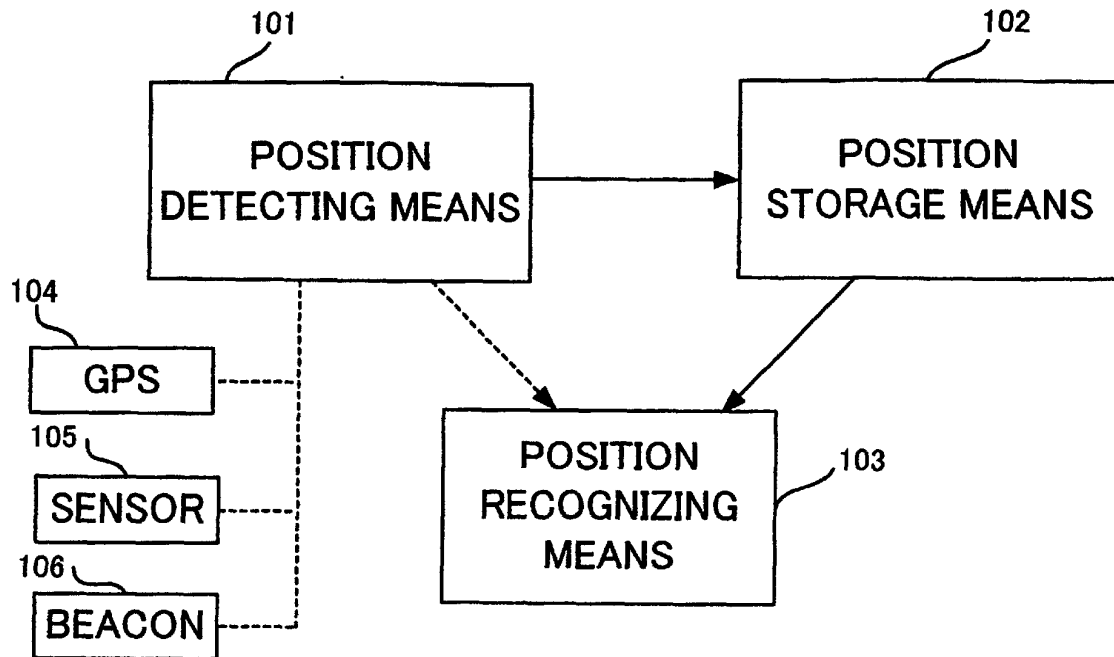 101
102
POSITION
DETECTING MEANS
POSITION
STORAGE MEANS
104
GPS
105
SENSOR
106
BEACON
POSITION
RECOGNIZING
MEANS
103